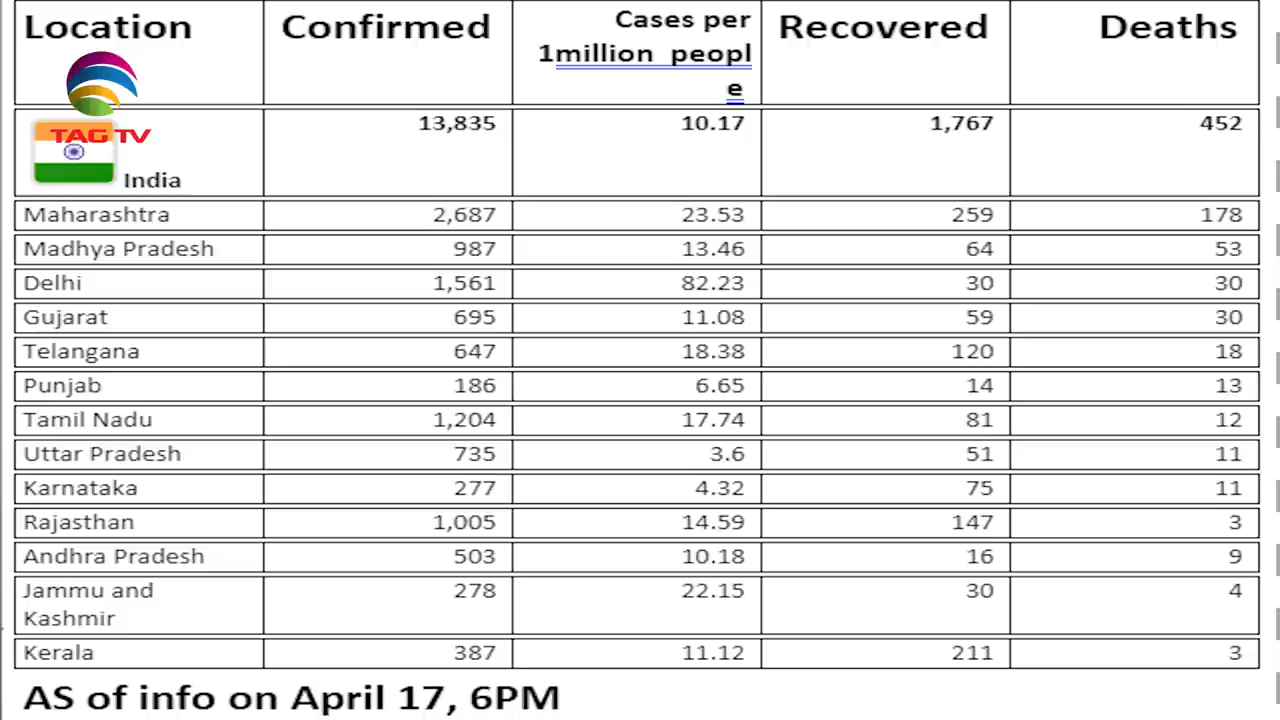 Location Confirmed Cases per 1million peopl e Recovered Deaths
TAG TV
India 13,835 10.17 1,767 452
Maharashtra 2,687 23.53 259 178
Madhya Pradesh 987 13.46 64 53
Delhi 1,561 82.23 30 30
Gujarat 695 11.08 59 30
Telangana 647 18.38 120 18
Punjab 186 6.65 14 13
Tamil Nadu 1,204 17.74 81 12
Uttar Pradesh 735 3.6 51 11
Karnataka 277 4.32 75 11
Rajasthan 1,005 14.59 147 3
Andhra Pradesh 503 10.18 16 9
Jammu and Kashmir 278 22.15 30 4
Kerala 387 11.12 211 3
AS of info on April 17, 6PM